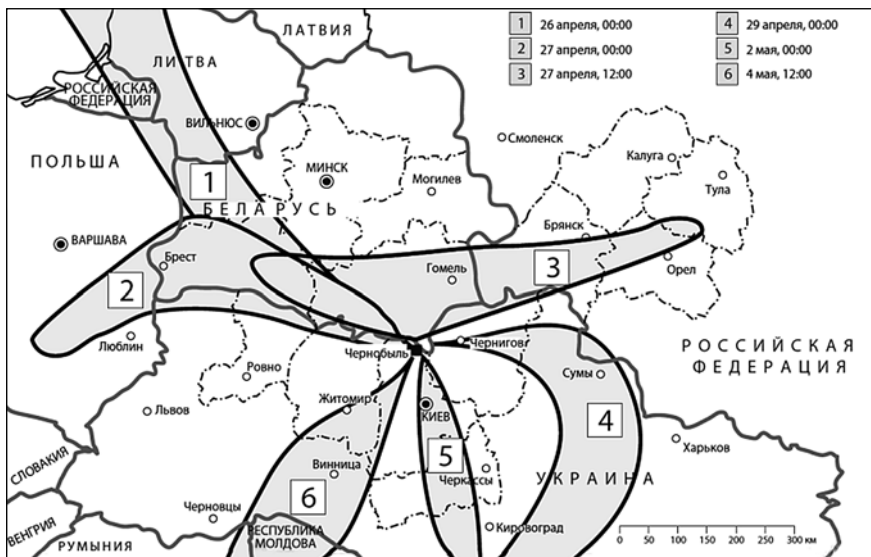 1 26 апреля, 00:00
2 27 апреля, 00:00
3 27 апреля, 12:00
4 29 апреля, 00:00
5 2 мая, 00:00
6 4 мая, 12:00
ЛАТВИЯ
ЛИТВА
РОССИЙСКАЯ
ФЕДЕРАЦИЯ
ВИЛЬНЮС
Смоленск
ПОЛЬША
МИНСК
Калуга
Тула
Могилев
1
БЕЛАРУСЬ
Брянск
ВАРШАВА
Брест
Гомель
3
Орел
2
Люблин
Чернобыль
Чернигов
РОССИЙСКАЯ
ФЕДЕРАЦИЯ
Ровно
Сумы
Житомир
КИЕВ
Львов
4
Харьков
5
СЛОВАКИЯ
Винница
Черкассы
УКРАИНА
6
Черновцы
Кировоград
РЕСПУБЛИКА
МОЛДОВА
ВЕНГРИЯ
РУМЫНИЯ
0 50 100 150 200 250 300 км